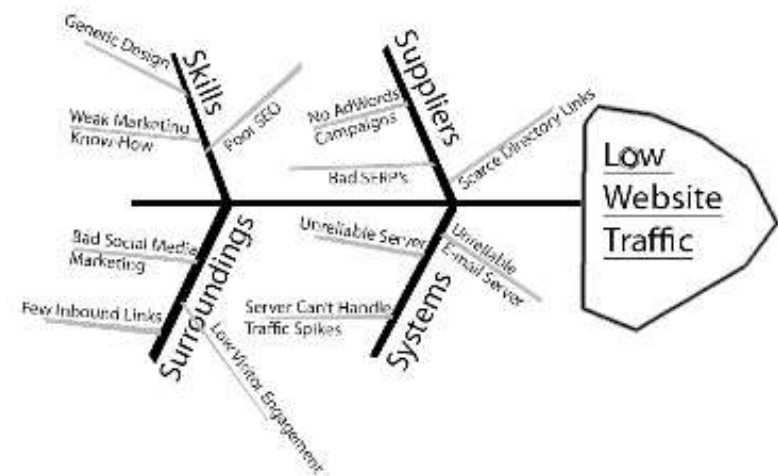 Generic Design
Skills
Weak Marketing
Know-How
Poor SEO
Suppliers
No AdWords
Campaigns
Bad SERP's
Scarce Directory Links
Low
Website
Traffic
Surroundings
Bad Social Media
Marketing
Few Inbound Links
Low Visitor Engagement
Systems
Unreliable Server
Unreliable
E-mail Server
Server Can't Handle
Traffic Spikes